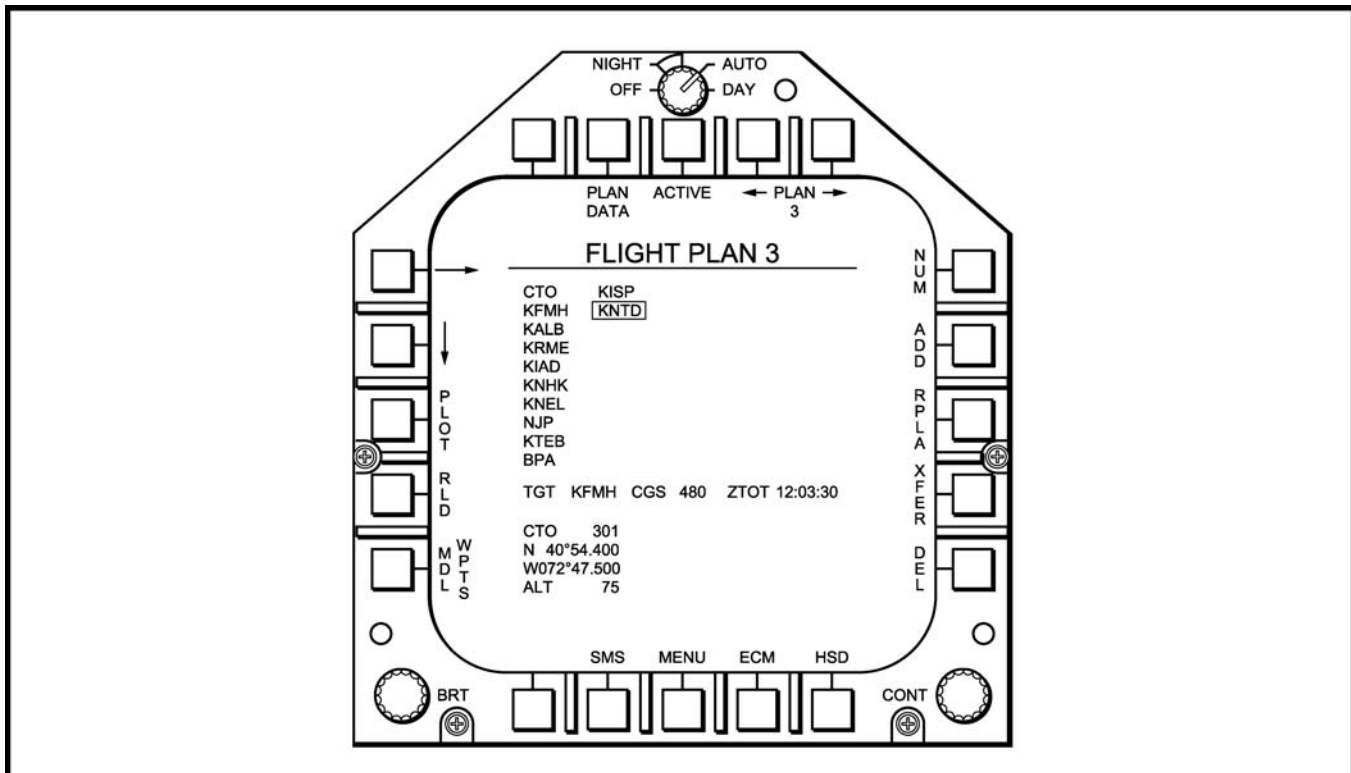 NIGHT AUTO
OFF DAY
PLAN DATA ACTIVE ← PLAN → 3
→
↓
PLOT
RLD
MDL WPTS
FLIGHT PLAN 3
CTO KISP
KFMH KNTD
KALB
KRME
KIAD
KNHK
KNEL
NJP
KTEB
BPA
TGT KFMH CGS 480 ZTOT 12:03:30
CTO 301
N 40°54.400
W072°47.500
ALT 75
NUM
ADD
RPLA
XFER
DEL
SMS MENU ECM HSD
BRT CONT